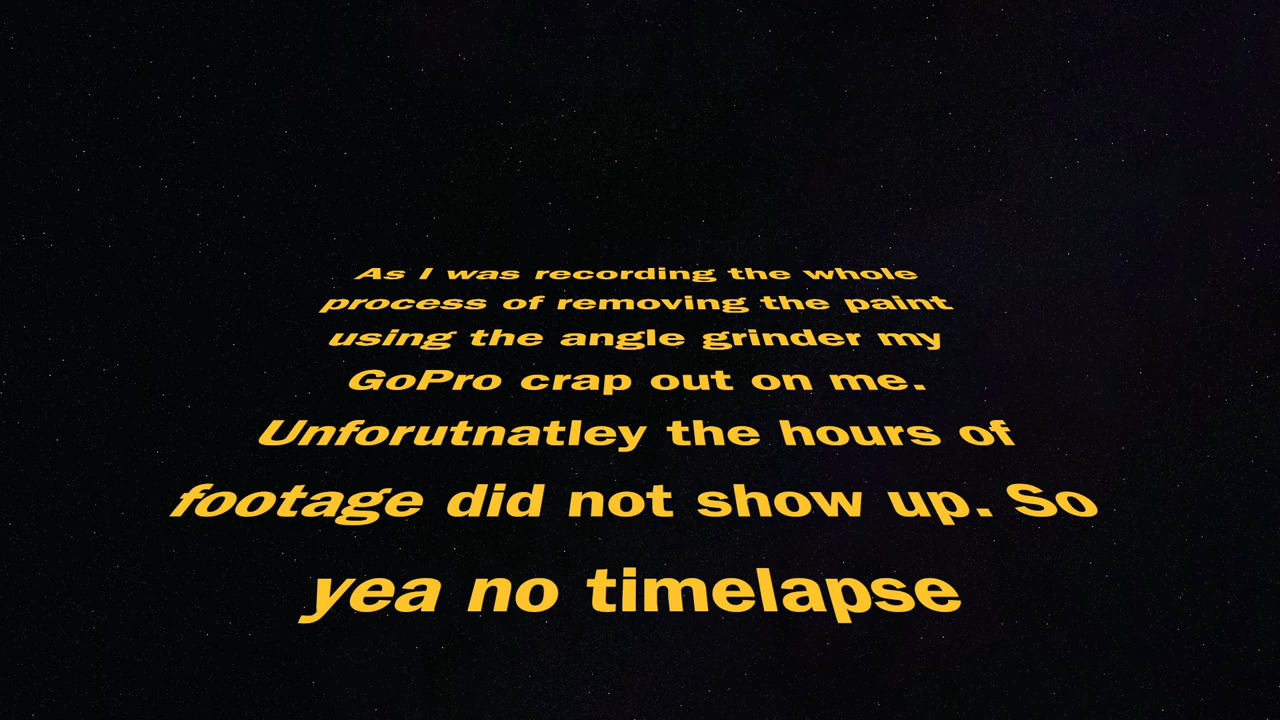 As I was recording the whole
process of removing the paint
using the angle grinder my
GoPro crap out on me.
Unforutnatley the hours of
footage did not show up. So
yea no timelapse